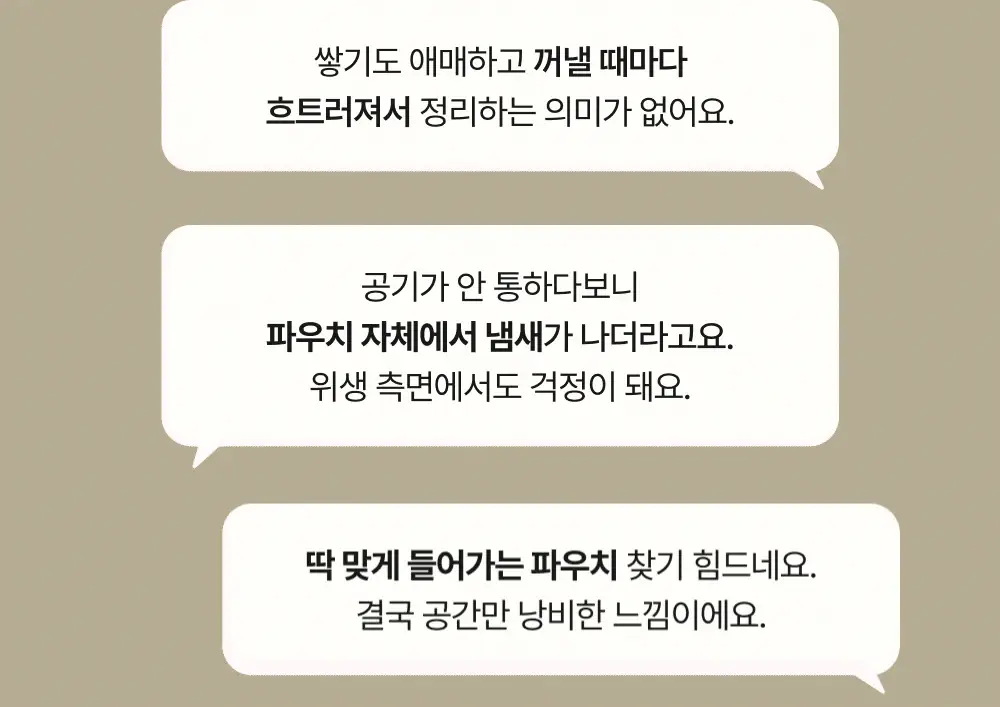 쌓기도 애매하고 꺼낼 때마다
흐트러져서 정리하는 의미가 없어요.
공기가 안 통하다보니
파우치 자체에서 냄새가 나더라고요.
위생 측면에서도 걱정이 돼요.
딱 맞게 들어가는 파우치 찾기 힘드네요.
결국 공간만 낭비한 느낌이에요.